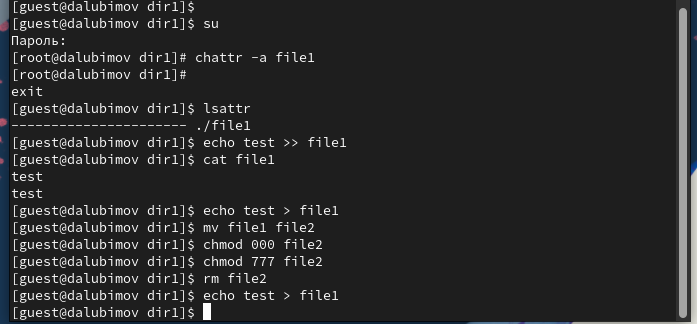 [guest@dalubimov dir1]$
[guest@dalubimov dir1]$ su
Пароль:
[root@dalubimov dir1]# chattr -a file1
[root@dalubimov dir1]#
exit
[guest@dalubimov dir1]$ lsattr
---------------------- ./file1
[guest@dalubimov dir1]$ echo test >> file1
[guest@dalubimov dir1]$ cat file1
test
test
[guest@dalubimov dir1]$ echo test > file1
[guest@dalubimov dir1]$ mv file1 file2
[guest@dalubimov dir1]$ chmod 000 file2
[guest@dalubimov dir1]$ chmod 777 file2
[guest@dalubimov dir1]$ rm file2
[guest@dalubimov dir1]$ echo test > file1
[guest@dalubimov dir1]$